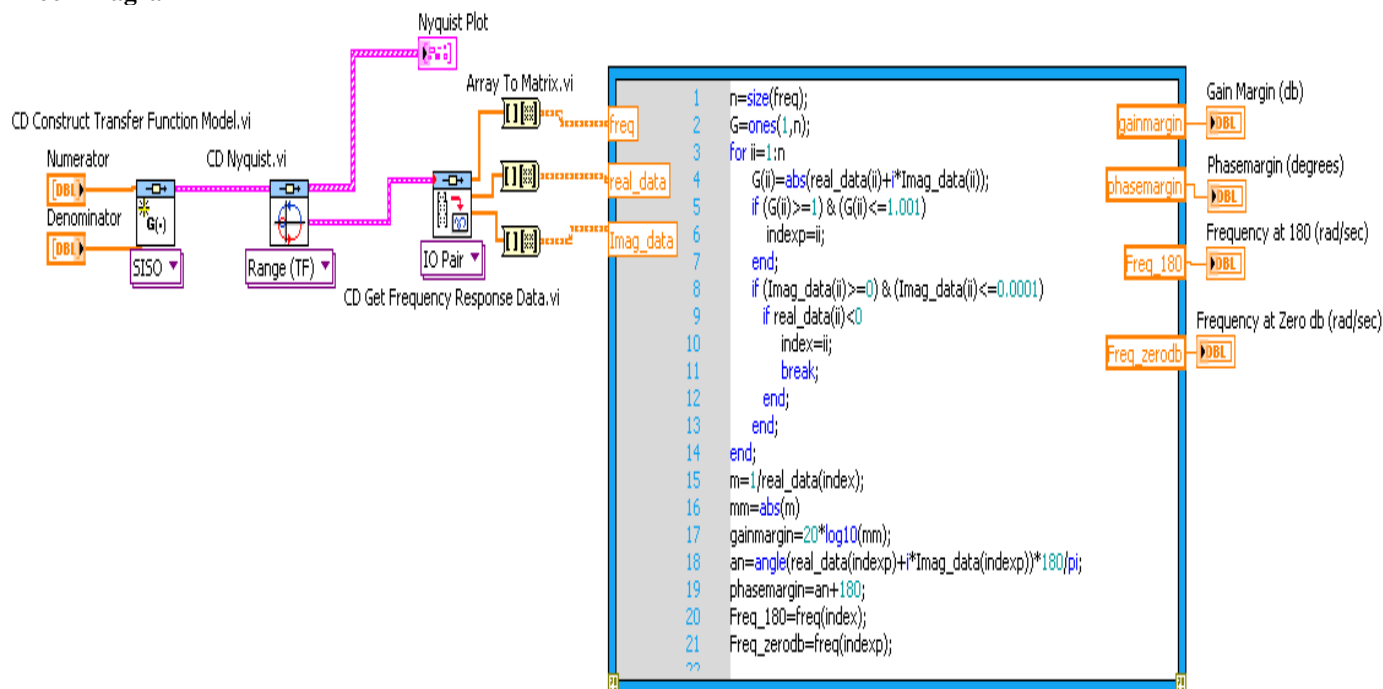 Nyquist Plot
Array To Matrix.vi
CD Construct Transfer Function Model.vi
Numerator
CD Nyquist.vi
DBL
Denominator
DBL
G(·)
SISO
Range (TF)
IO Pair
CD Get Frequency Response Data.vi
freq
real_data
Imag_data
1 n=size(freq);
2 G=ones(1,n);
3 for ii=1:n
4 G(ii)=abs(real_data(ii)+i*Imag_data(ii));
5 if (G(ii)>=1) & (G(ii)<=1.001)
6 indexp=ii;
7 end;
8 if (Imag_data(ii)>=0) & (Imag_data(ii)<=0.0001)
9 if real_data(ii)<0
10 index=ii;
11 break;
12 end;
13 end;
14 end;
15 m=1/real_data(index);
16 mm=abs(m)
17 gainmargin=20*log10(mm);
18 an=angle(real_data(indexp)+i*Imag_data(indexp))*180/pi;
19 phasemargin=an+180;
20 Freq_180=freq(index);
21 Freq_zerodb=freq(indexp);
Gain Margin (db)
gainmargin
DBL
Phasemargin (degrees)
phasemargin
DBL
Frequency at 180 (rad/sec)
Freq_180
DBL
Frequency at Zero db (rad/sec)
Freq_zerodb
DBL